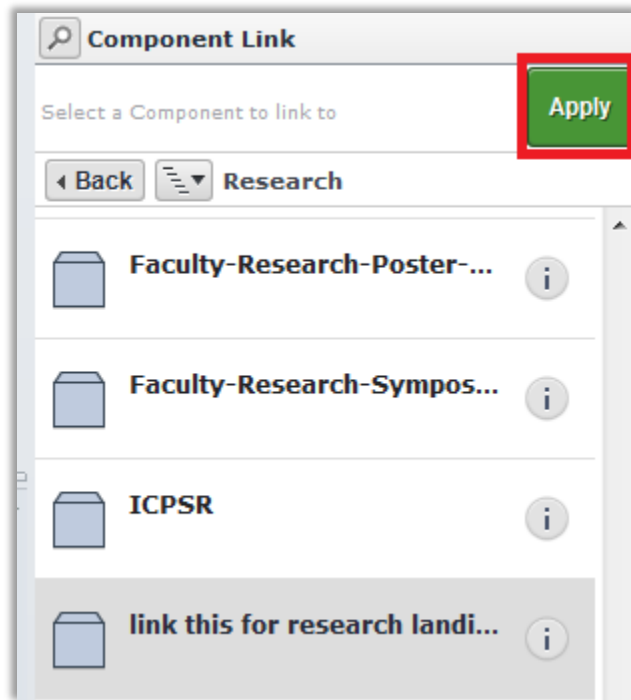 Component Link
Select a Component to link to
Apply
Back
Research
Faculty-Research-Poster-...
i
Faculty-Research-Sympos...
i
ICPSR
i
link this for research landi...
i